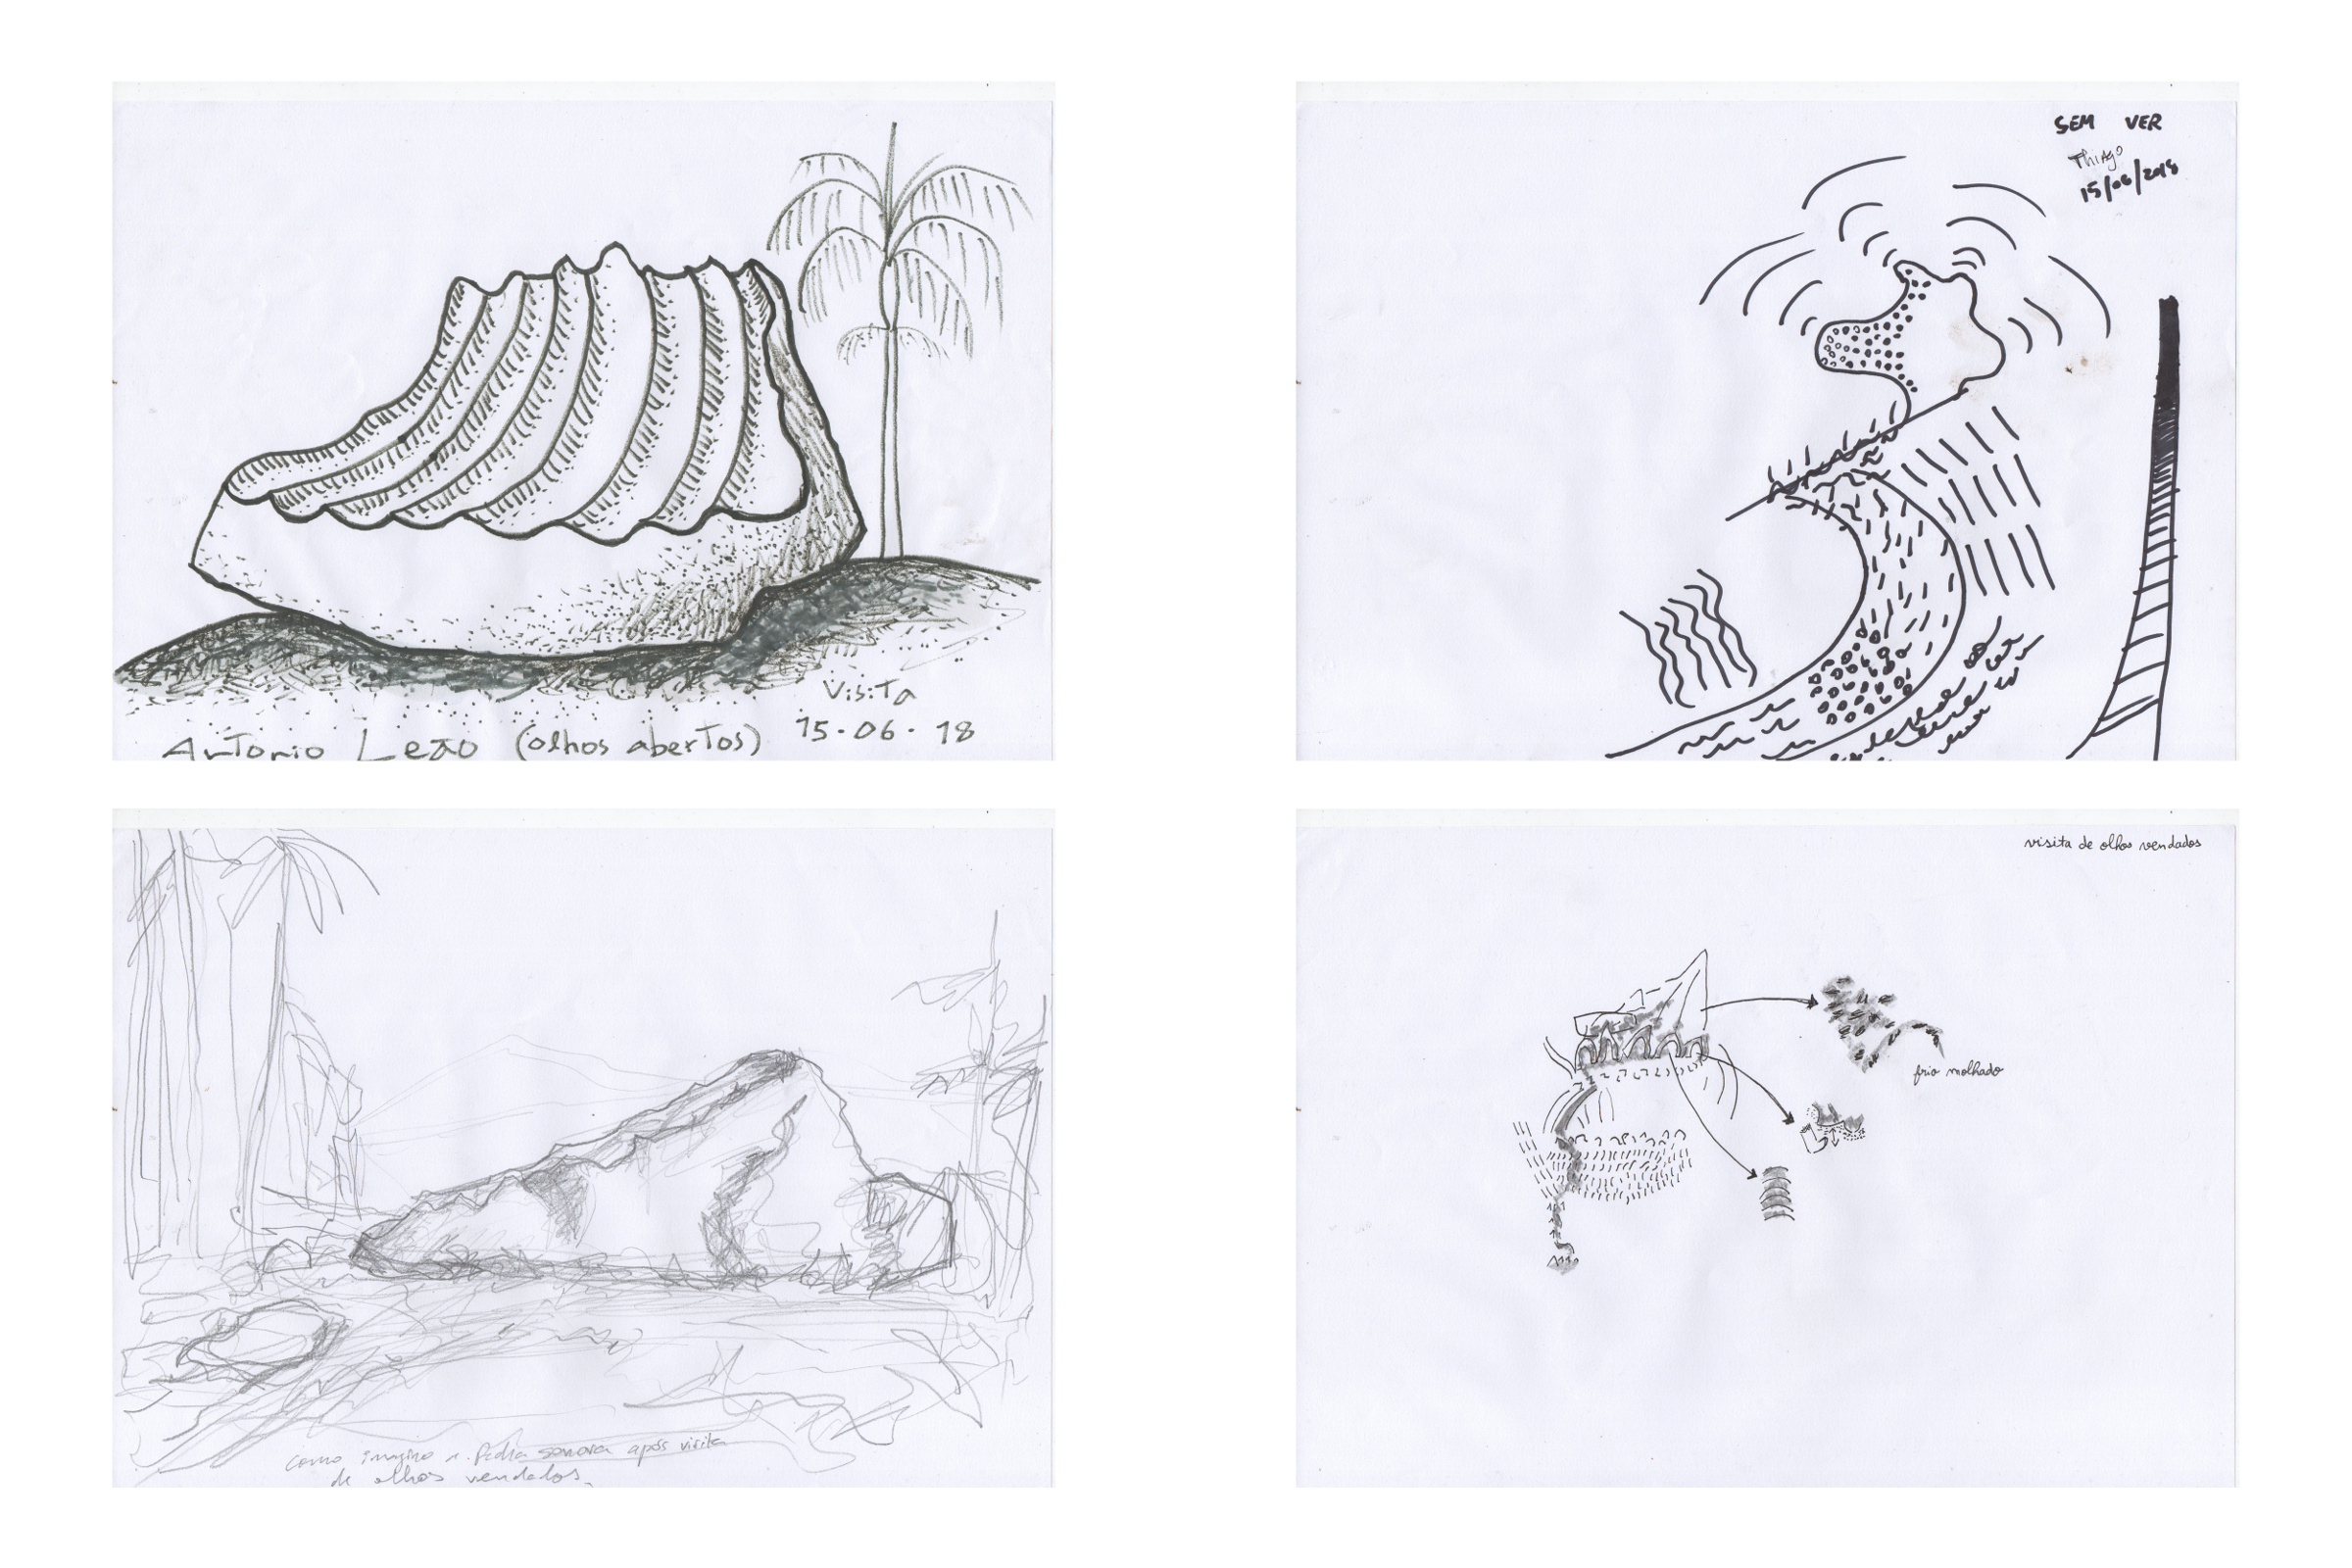 Visita
Antonio Leão (olhos abertos) 15.06.18
SEM VER
Thiago
15/06/2018
como imagino a Pedra sonora após visita
de olhos vendados
visita de olhos vendados
frio molhado